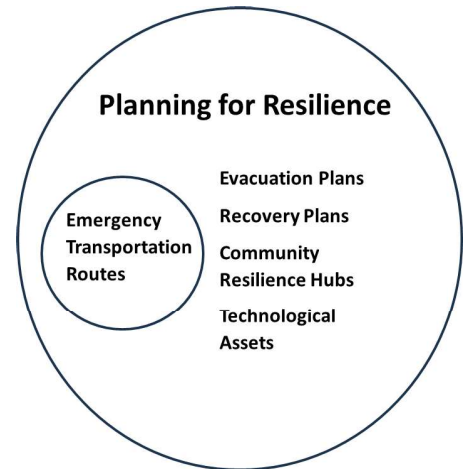 Planning for Resilience
Emergency
Transportation
Routes
Evacuation Plans
Recovery Plans
Community
Resilience Hubs
Technological
Assets